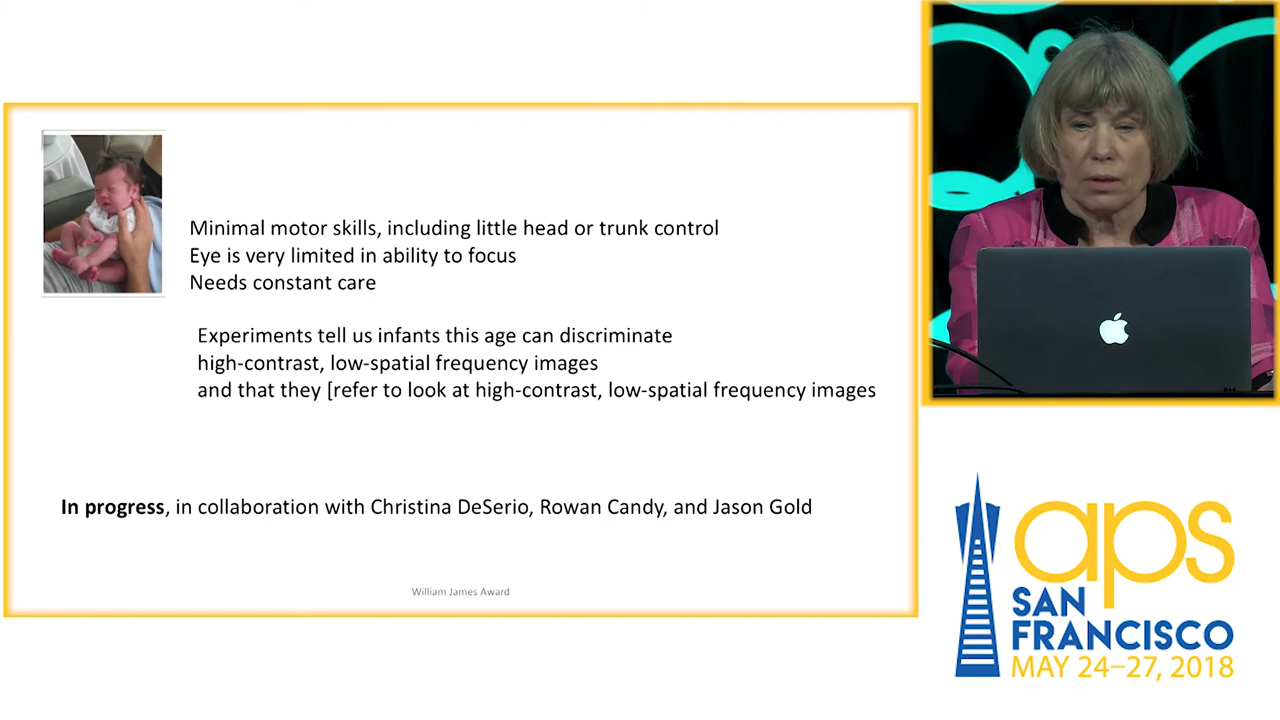 Minimal motor skills, including little head or trunk control
Eye is very limited in ability to focus
Needs constant care
Experiments tell us infants this age can discriminate
high-contrast, low-spatial frequency images
and that they [refer to look at high-contrast, low-spatial frequency images
In progress, in collaboration with Christina DeSerio, Rowan Candy, and Jason Gold
William James Award
aps
SAN
FRANCISCO
MAY 24–27, 2018